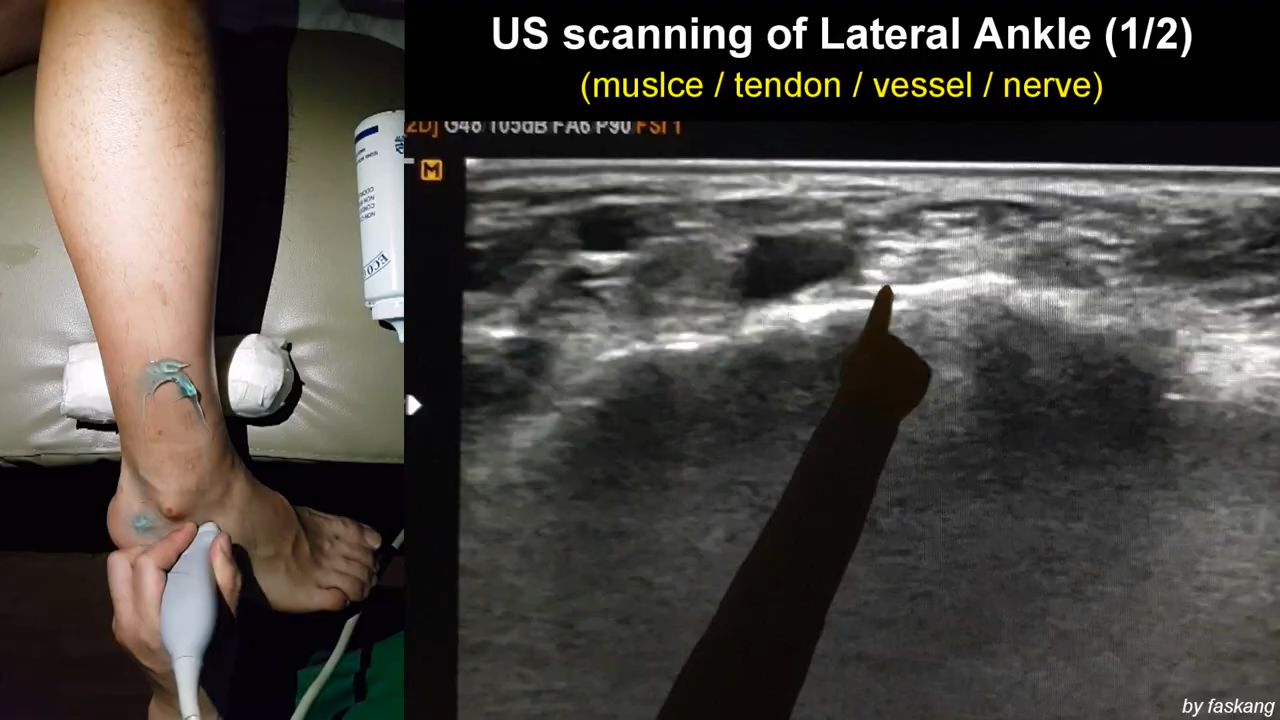 US scanning of Lateral Ankle (1/2)
(muslce / tendon / vessel / nerve)
2D] G48 105dB FA6 P90 FSI 1
M
ECO
by faskang